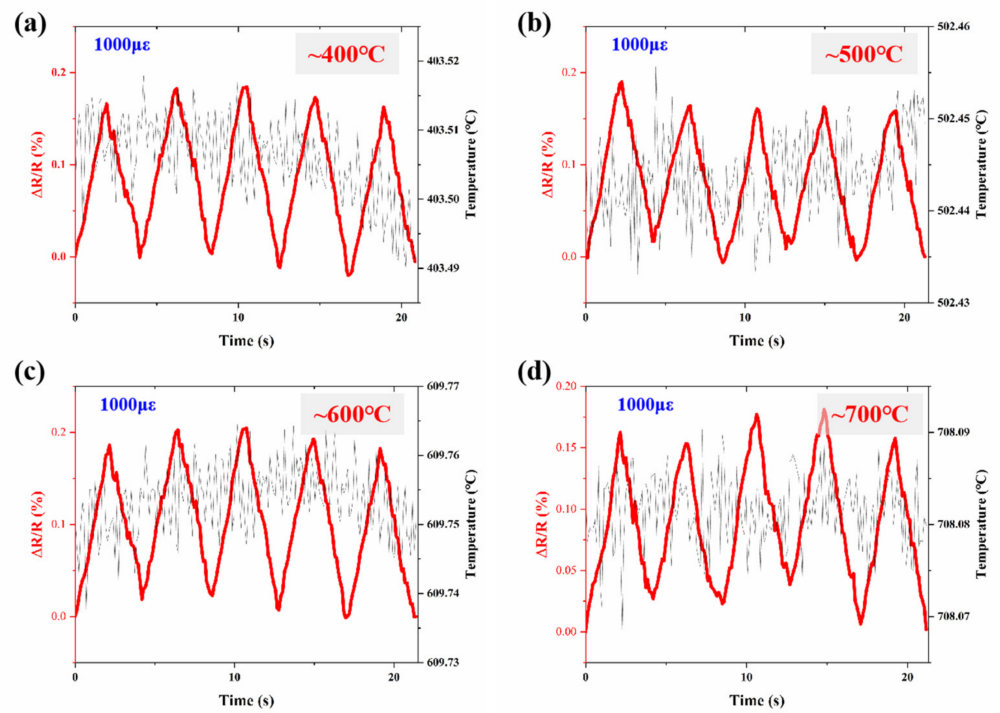 (a)
1000με
~400°C
0.2
0.1
0.0
ΔR/R (%)
403.52
403.51
403.50
403.49
Temperature (°C)
0
10
20
Time (s)
(b)
1000με
~500°C
0.2
0.1
0.0
ΔR/R (%)
502.46
502.45
502.44
502.43
Temperature (°C)
0
10
20
Time (s)
(c)
1000με
~600°C
0.2
0.1
0.0
ΔR/R (%)
609.77
609.76
609.75
609.74
609.73
Temperature (°C)
0
10
20
Time (s)
(d)
1000με
~700°C
0.20
0.15
0.10
0.05
0.00
ΔR/R (%)
708.09
708.08
708.07
Temperature (°C)
0
10
20
Time (s)